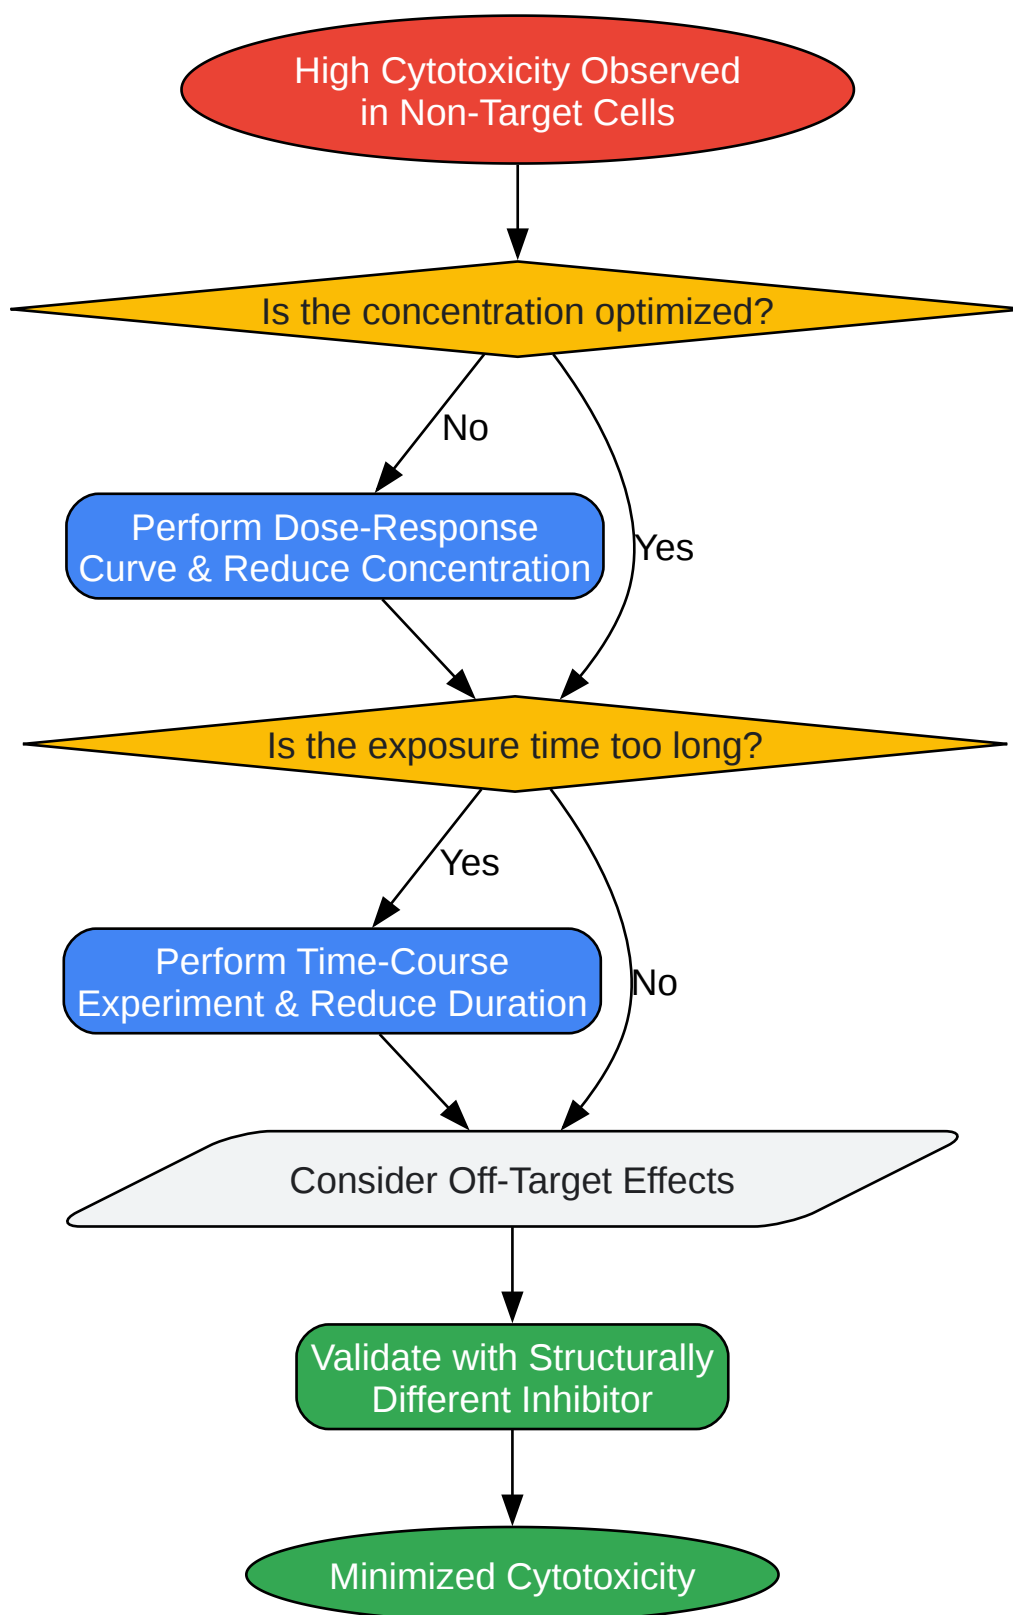 High Cytotoxicity Observed
in Non-Target Cells
Is the concentration optimized?
No
Perform Dose-Response
Curve & Reduce Concentration
Yes
Is the exposure time too long?
Yes
Perform Time-Course
Experiment & Reduce Duration
No
Consider Off-Target Effects
Validate with Structurally
Different Inhibitor
Minimized Cytotoxicity